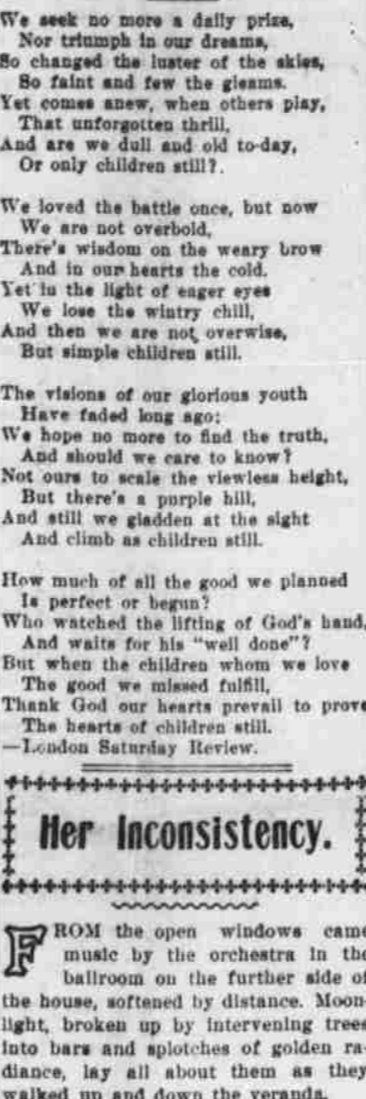 We seek no more a daily prize,
Nor triumph in our dreams,
So changed the luster of the skies,
So faint and few the gleams.
Yet comes anew, when others play,
That unforgotten thrill,
And are we dull and old to-day,
Or only children still?
We loved the battle once, but now
We are not overbold,
There's wisdom on the weary brow
And in our hearts the cold.
Yet in the light of eager eyes
We lose the wintry chill,
And then we are not overwise,
But simple children still.
The visions of our glorious youth
Have faded long ago;
We hope no more to find the truth,
And should we care to know?
Not ours to scale the viewless height,
But there's a purple hill,
And still we gladden at the sight
And climb as children still.
How much of all the good we planned
Is perfect or begun?
Who watched the lifting of God's hand,
And waits for his "well done"?
But when the children whom we love
The good we missed fulfill,
Thank God our hearts prevail to prove
The hearts of children still.
—London Saturday Review.
Her Inconsistency.
FROM the open windows came
music by the orchestra in the
ballroom on the further side of
the house, softened by distance. Moon-
light, broken up by intervening trees
into bars and splotches of golden ra-
diance, lay all about them as they
walked up and down the veranda.